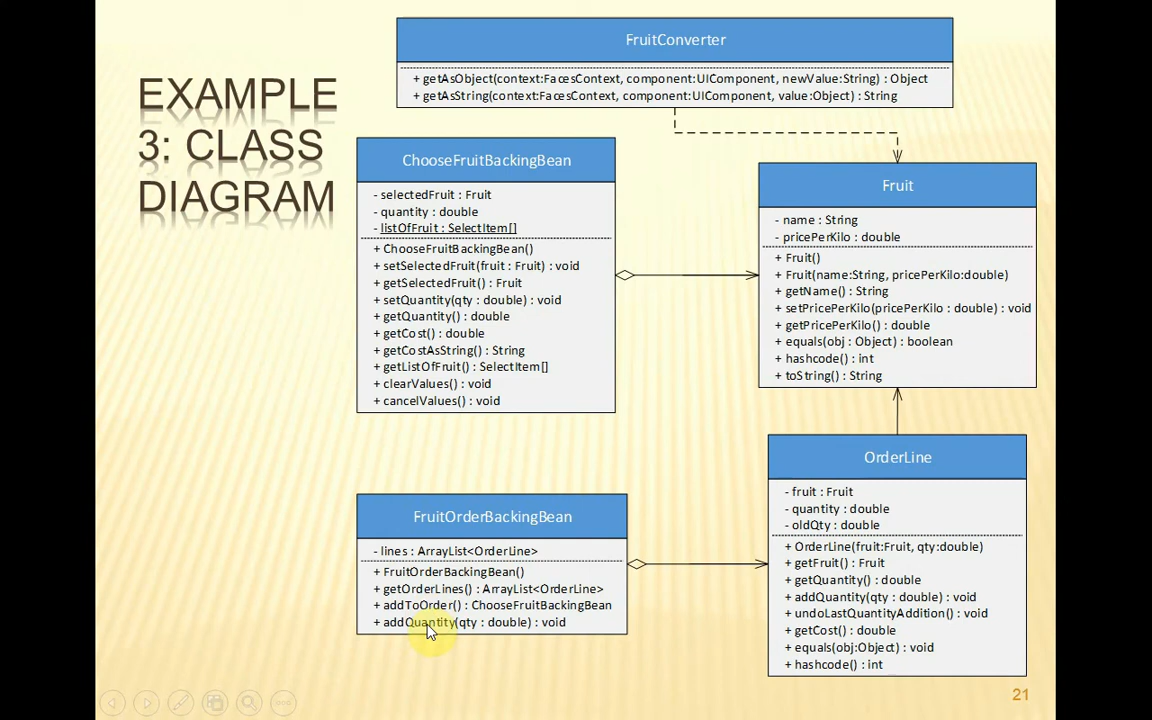 EXAMPLE
3: CLASS
DIAGRAM
FruitConverter
+ getAsObject(context:FacesContext, component:UIComponent, newValue:String) : Object
+ getAsString(context:FacesContext, component:UIComponent, value:Object) : String
ChooseFruitBackingBean
- selectedFruit : Fruit
- quantity : double
- listOfFruit : SelectItem[]
+ ChooseFruitBackingBean()
+ setSelectedFruit(fruit : Fruit) : void
+ getSelectedFruit() : Fruit
+ setQuantity(qty : double) : void
+ getQuantity() : double
+ getCost() : double
+ getCostAsString() : String
+ getListOfFruit() : SelectItem[]
+ clearValues() : void
+ cancelValues() : void
Fruit
- name : String
- pricePerKilo : double
+ Fruit()
+ Fruit(name:String, pricePerKilo:double)
+ getName() : String
+ setPricePerKilo(pricePerKilo : double) : void
+ getPricePerKilo() : double
+ equals(obj : Object) : boolean
+ hashcode() : int
+ toString() : String
FruitOrderBackingBean
- lines : ArrayList<OrderLine>
+ FruitOrderBackingBean()
+ getOrderLines() : ArrayList<OrderLine>
+ addToOrder() : ChooseFruitBackingBean
+ addQuantity(qty : double) : void
OrderLine
- fruit : Fruit
- quantity : double
- oldQty : double
+ OrderLine(fruit:Fruit, qty:double)
+ getFruit() : Fruit
+ getQuantity() : double
+ addQuantity(qty : double) : void
+ undoLastQuantityAddition() : void
+ getCost() : double
+ equals(obj:Object) : void
+ hashcode() : int
21